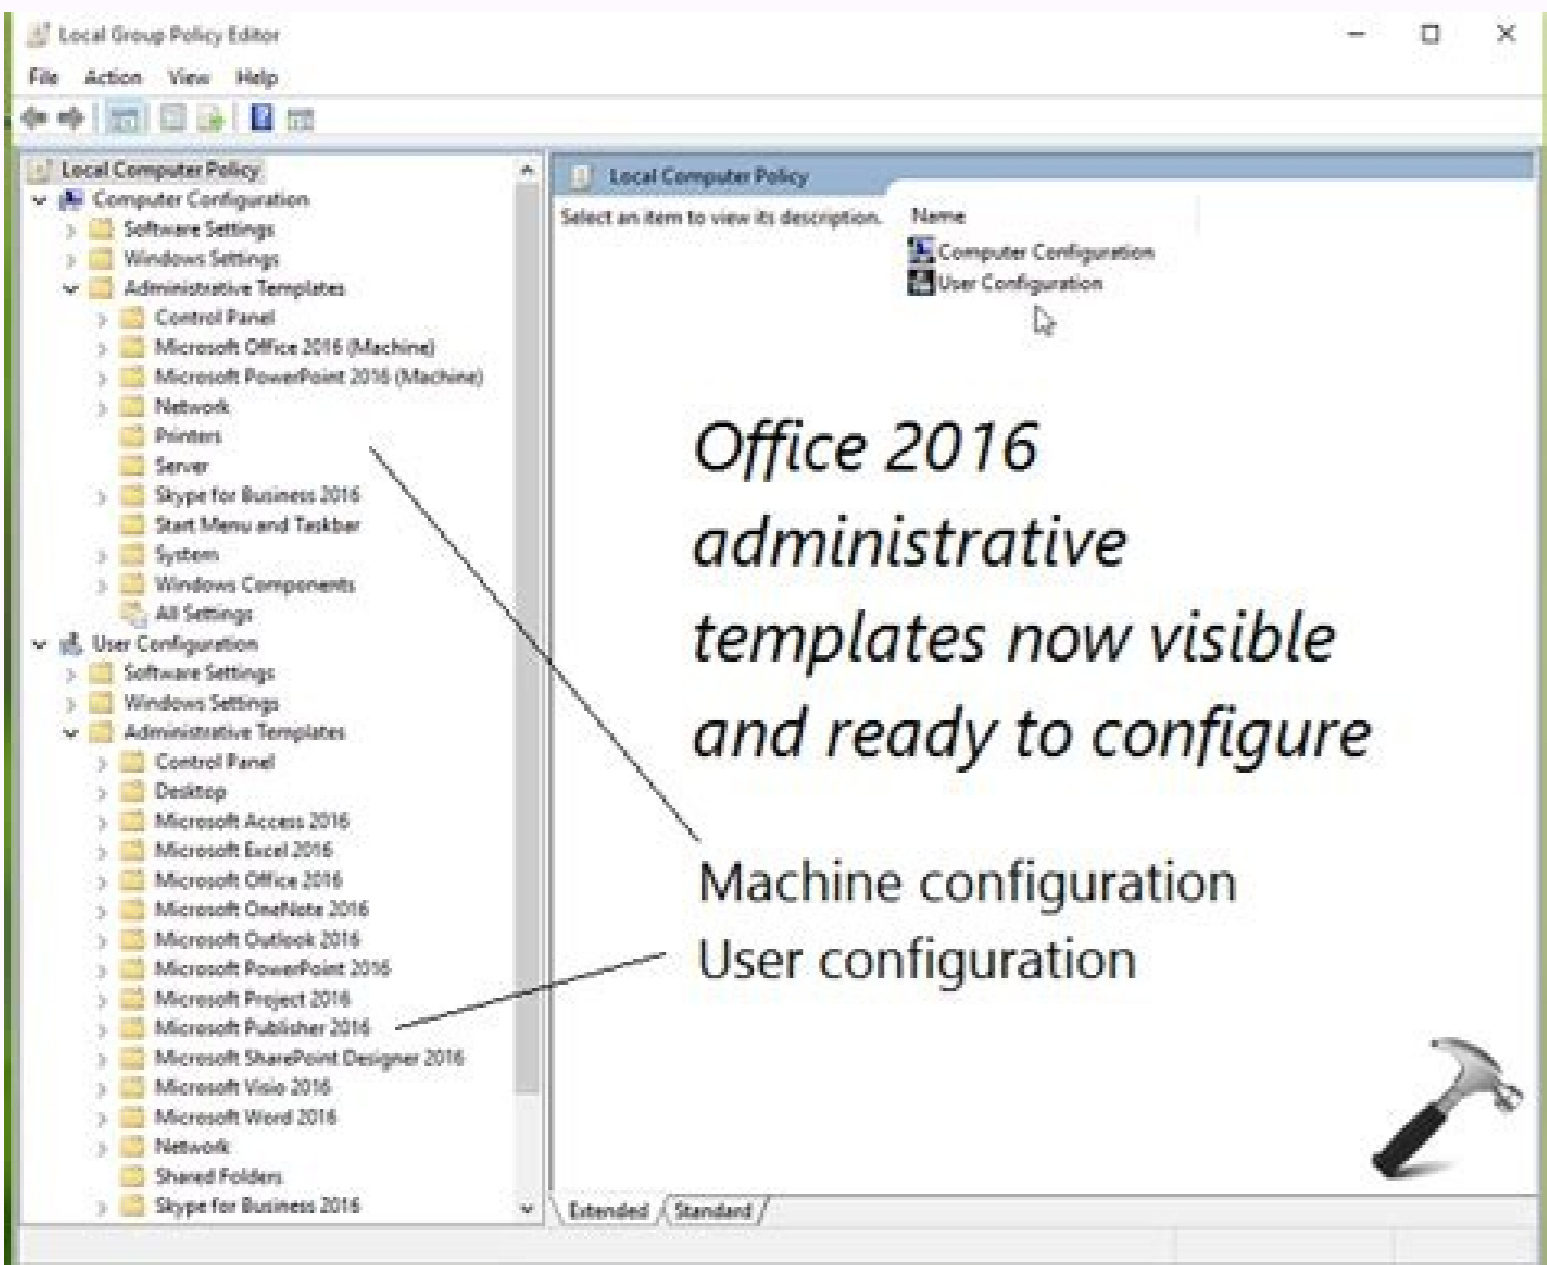 Local Group Policy Editor
File Action View Help
Local Computer Policy
Computer Configuration
Software Settings
Windows Settings
Administrative Templates
Control Panel
Microsoft Office 2016 (Machine)
Microsoft PowerPoint 2016 (Machine)
Network
Printers
Server
Skype for Business 2016
Start Menu and Taskbar
System
Windows Components
All Settings
User Configuration
Software Settings
Windows Settings
Administrative Templates
Control Panel
Desktop
Microsoft Access 2016
Microsoft Excel 2016
Microsoft Office 2016
Microsoft OneNote 2016
Microsoft Outlook 2016
Microsoft PowerPoint 2016
Microsoft Project 2016
Microsoft Publisher 2016
Microsoft SharePoint Designer 2016
Microsoft Visio 2016
Microsoft Word 2016
Network
Shared Folders
Skype for Business 2016
Local Computer Policy
Select an item to view its description.
Name
Computer Configuration
User Configuration
Office 2016
administrative
templates now visible
and ready to configure
Machine configuration
User configuration
Extended Standard